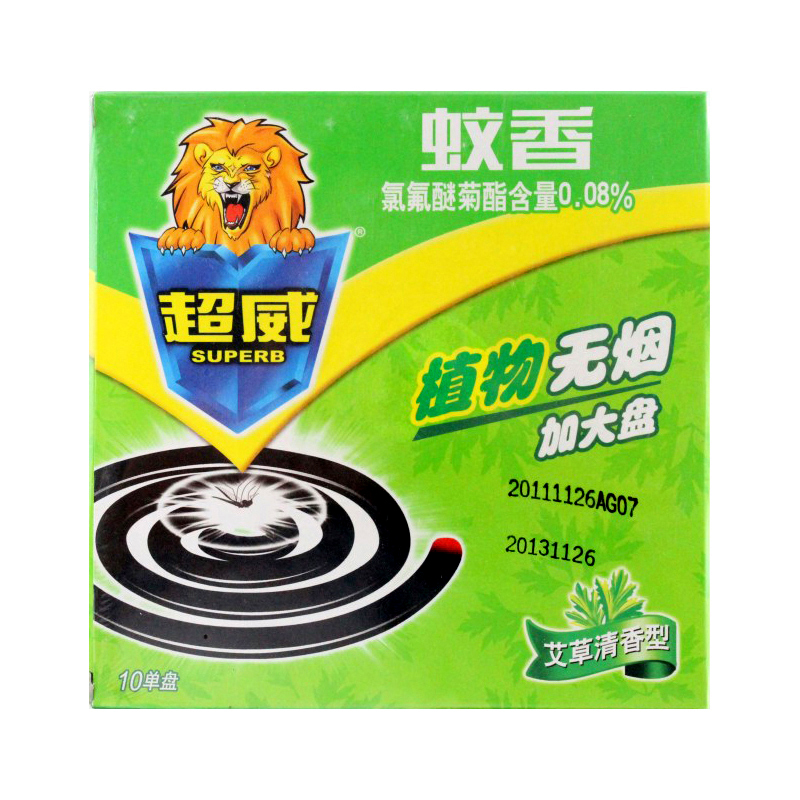 蚊香
氯氟醚菊酯含量0.08%
®
超威
SUPERB
植物无烟
加大盘
20111126AG07
20131126
艾草清香型
10单盘